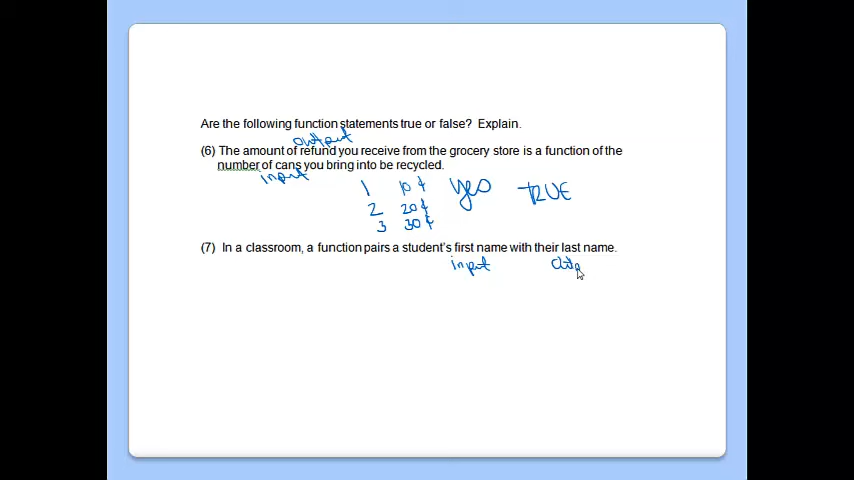 Are the following function statements true or false? Explain.
output
(6) The amount of refund you receive from the grocery store is a function of the
number of cans you bring into be recycled.
input
1 10¢ yes TRUE
2 20¢
3 30¢
(7) In a classroom, a function pairs a student's first name with their last name.
input